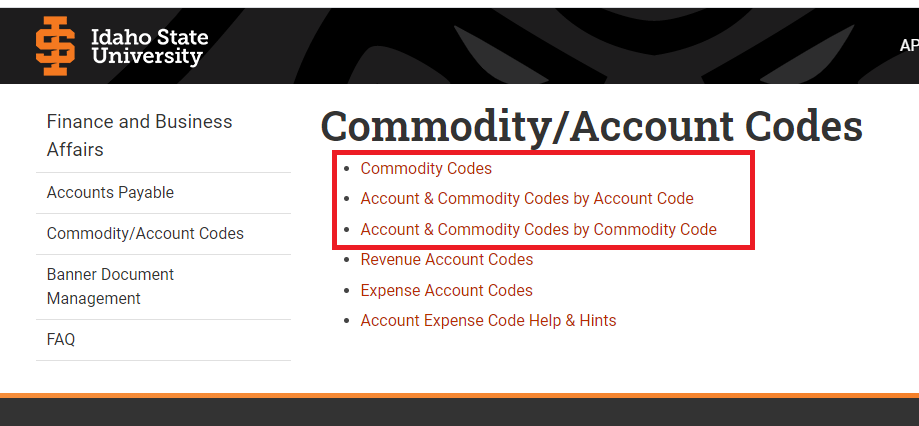 Idaho State
University
AP
Finance and Business
Affairs
Accounts Payable
Commodity/Account Codes
Banner Document
Management
FAQ
Commodity/Account Codes
Commodity Codes
Account & Commodity Codes by Account Code
Account & Commodity Codes by Commodity Code
Revenue Account Codes
Expense Account Codes
Account Expense Code Help & Hints